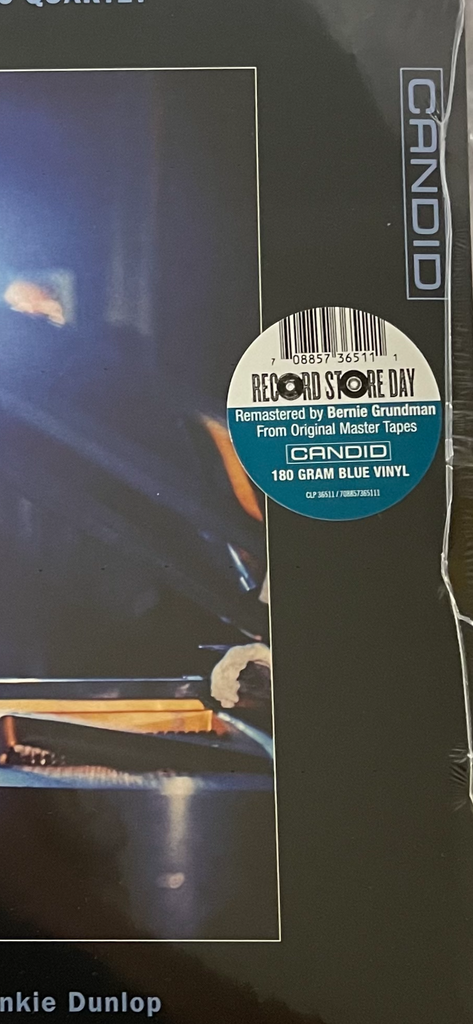 QUARTET
CANDID
7 08857 36511 1
RECORD STORE DAY
Remastered by Bernie Grundman
From Original Master Tapes
CANDID
180 GRAM BLUE VINYL
CLP 36511 / 708857365111
nkie Dunlop